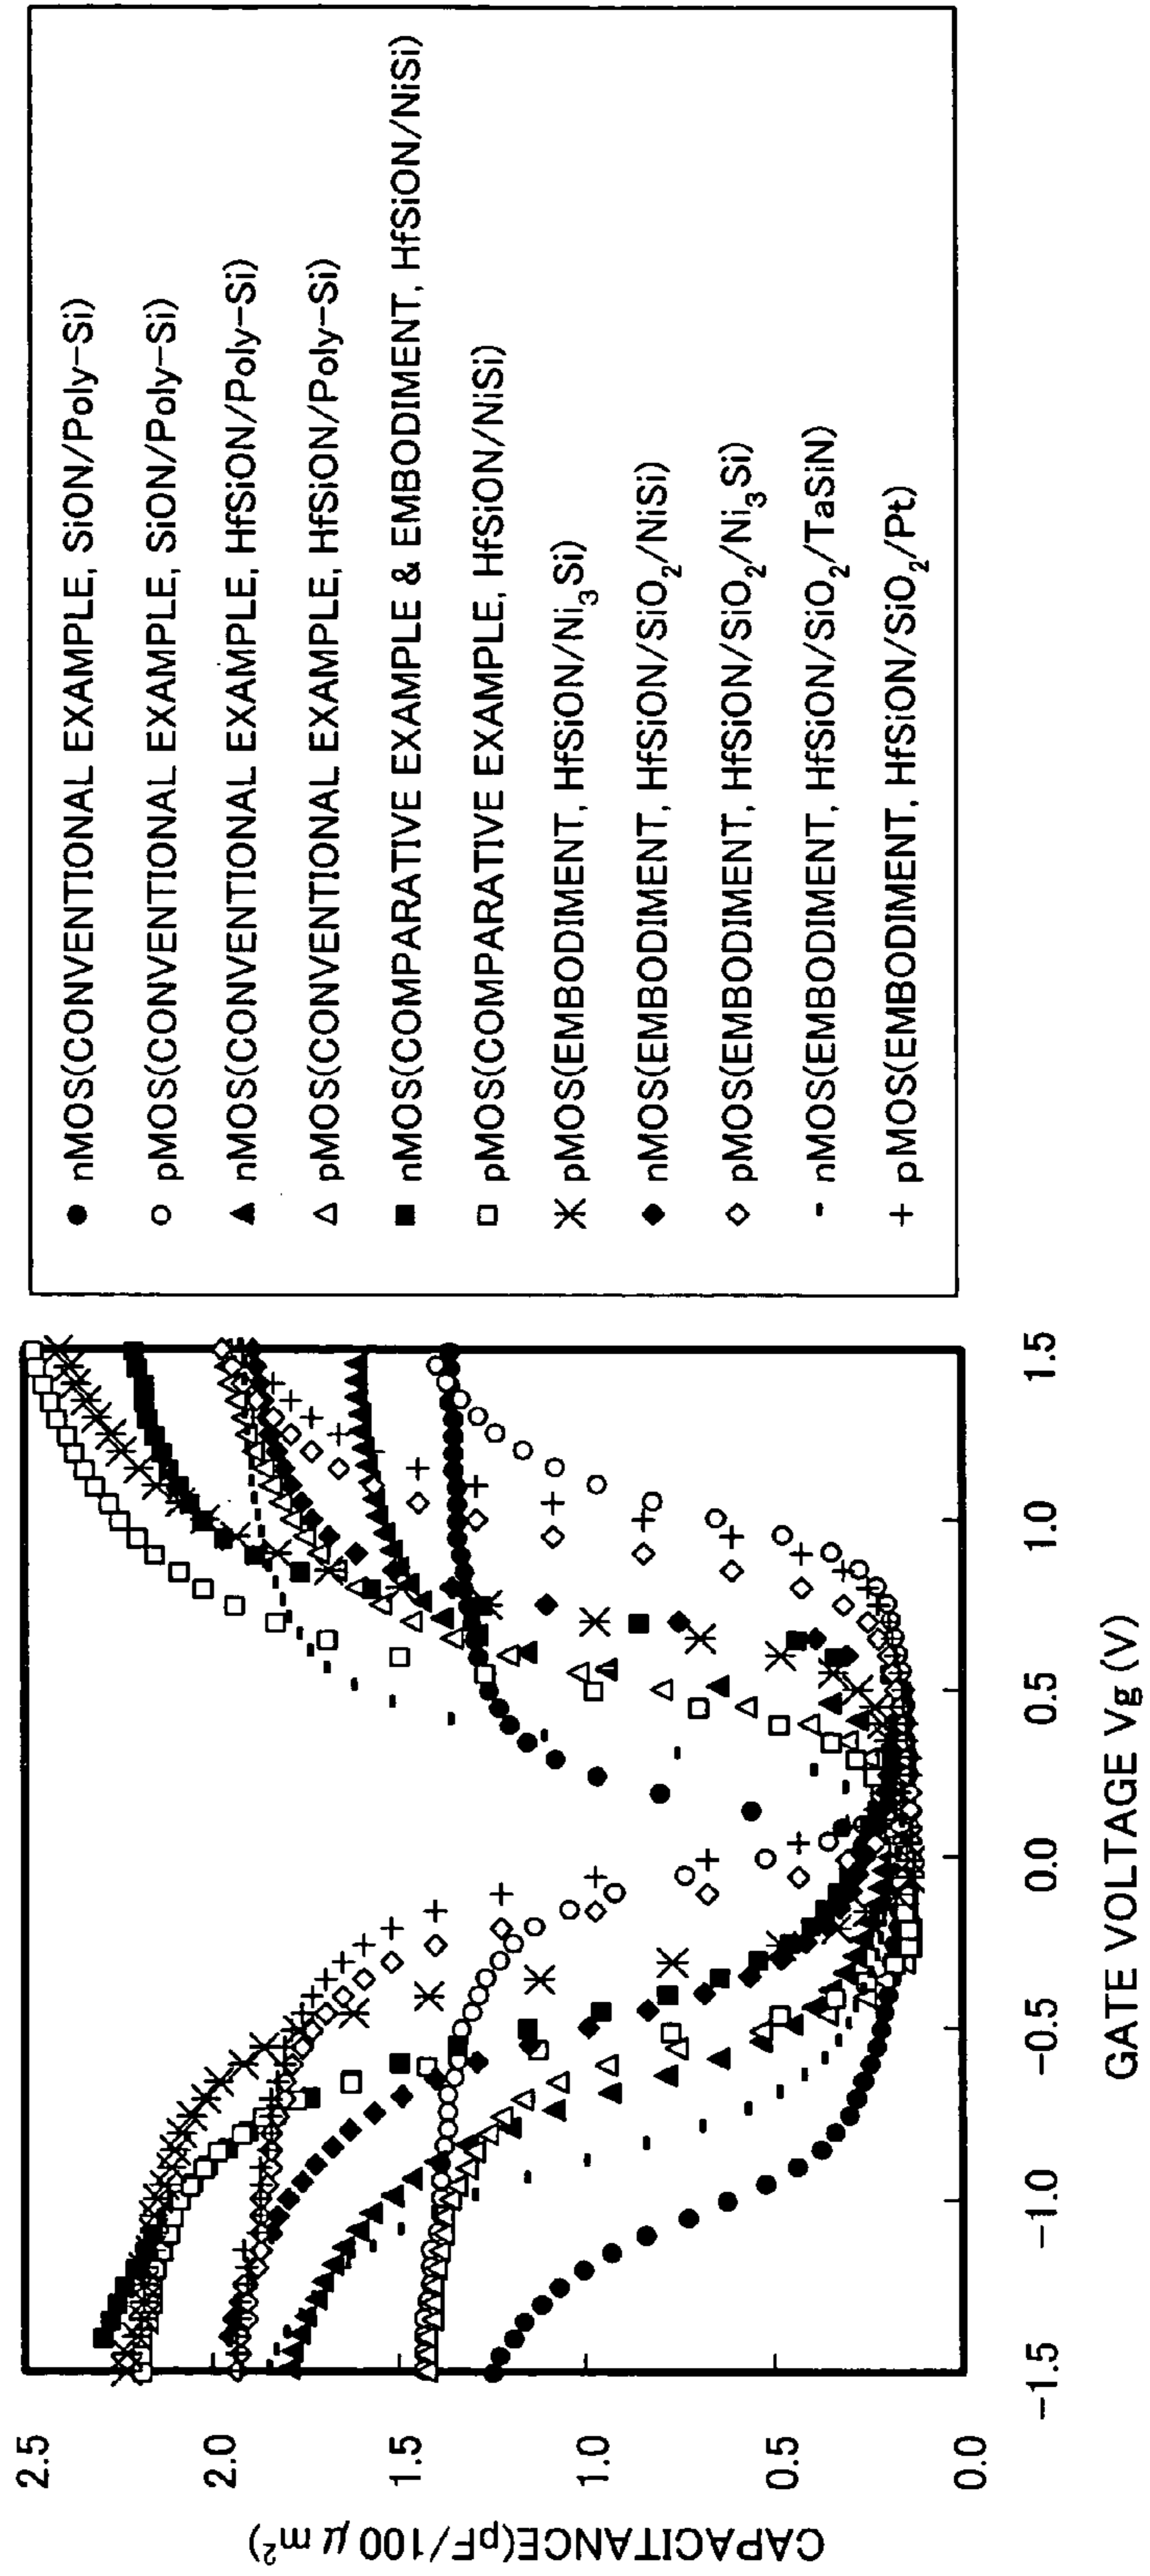 CAPACITANCE(pF/100 μm²)
2.5
2.0
1.5
1.0
0.5
0.0
-1.5
-1.0
-0.5
0.0
0.5
1.0
1.5
GATE VOLTAGE Vg (V)
● nMOS(CONVENTIONAL EXAMPLE, SiON/Poly-Si)
○ pMOS(CONVENTIONAL EXAMPLE, SiON/Poly-Si)
▲ nMOS(CONVENTIONAL EXAMPLE, HfSiON/Poly-Si)
△ pMOS(CONVENTIONAL EXAMPLE, HfSiON/Poly-Si)
■ nMOS(COMPARATIVE EXAMPLE & EMBODIMENT, HfSiON/NiSi)
□ pMOS(COMPARATIVE EXAMPLE, HfSiON/NiSi)
✳ pMOS(EMBODIMENT, HfSiON/Ni₃Si)
◆ nMOS(EMBODIMENT, HfSiON/SiO₂/NiSi)
◇ pMOS(EMBODIMENT, HfSiON/SiO₂/Ni₃Si)
- nMOS(EMBODIMENT, HfSiON/SiO₂/TaSiN)
+ pMOS(EMBODIMENT, HfSiON/SiO₂/Pt)